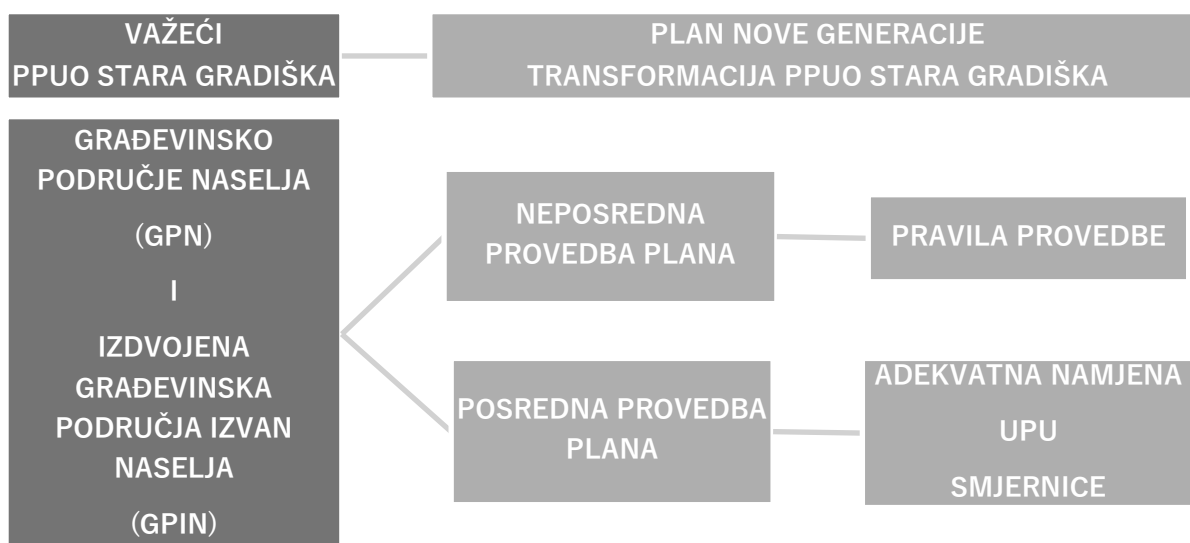 VAŽEĆI
PPUO STARA GRADIŠKA
PLAN NOVE GENERACIJE
TRANSFORMACIJA PPUO STARA GRADIŠKA
GRAĐEVINSKO
PODRUČJE NASELJA
(GPN)
I
IZDVOJENA
GRAĐEVINSKA
PODRUČJA IZVAN
NASELJA
(GPIN)
NEPOSREDNA
PROVEDBA PLANA
PRAVILA PROVEDBE
POSREDNA PROVEDBA
PLANA
ADEKVATNA NAMJENA
UPU
SMJERNICE